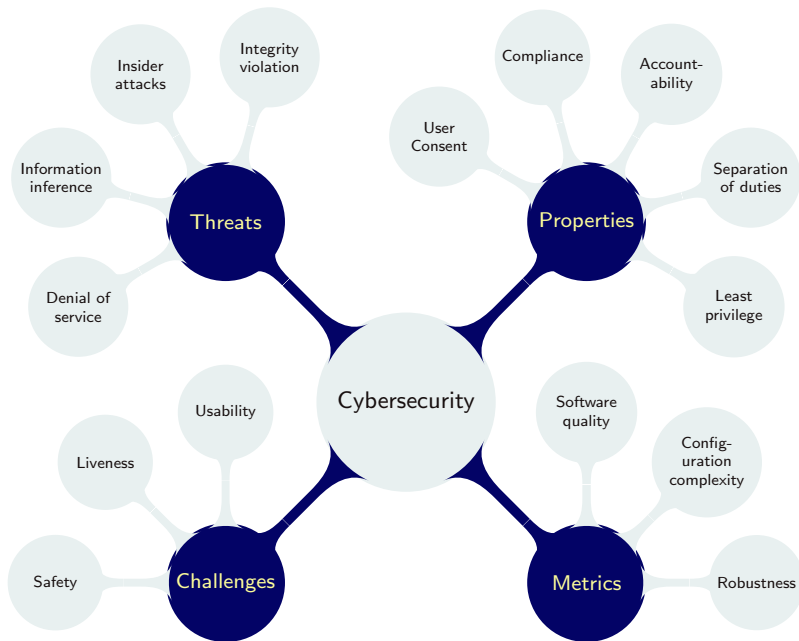 Integrity
violation
Compliance
Account-
ability
Insider
attacks
User
Consent
Information
inference
Separation
of duties
Threats
Properties
Denial of
service
Least
privilege
Cybersecurity
Usability
Software
quality
Liveness
Config-
uration
complexity
Safety
Challenges
Metrics
Robustness